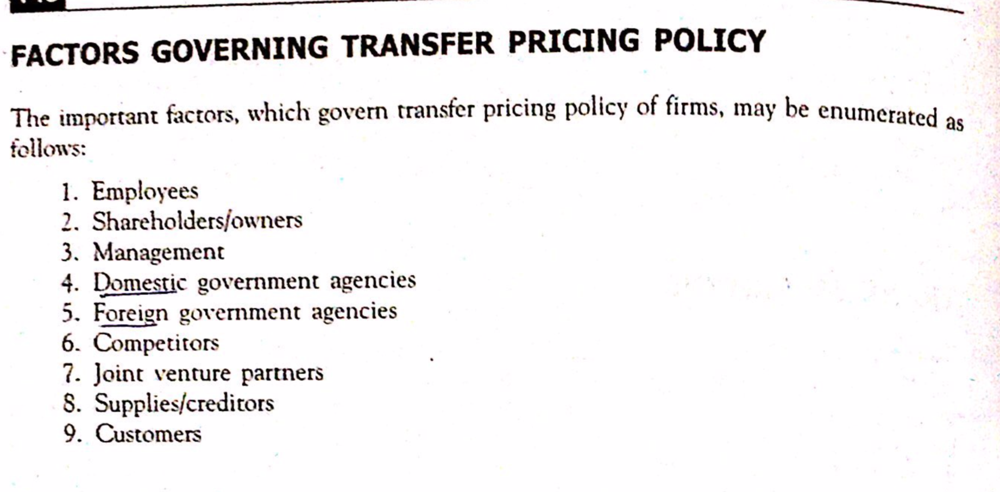 FACTORS GOVERNING TRANSFER PRICING POLICY
The important factors, which govern transfer pricing policy of firms, may be enumerated as
follows:
1. Employees
2. Shareholders/owners
3. Management
4. Domestic government agencies
5. Foreign government agencies
6. Competitors
7. Joint venture partners
8. Supplies/creditors
9. Customers